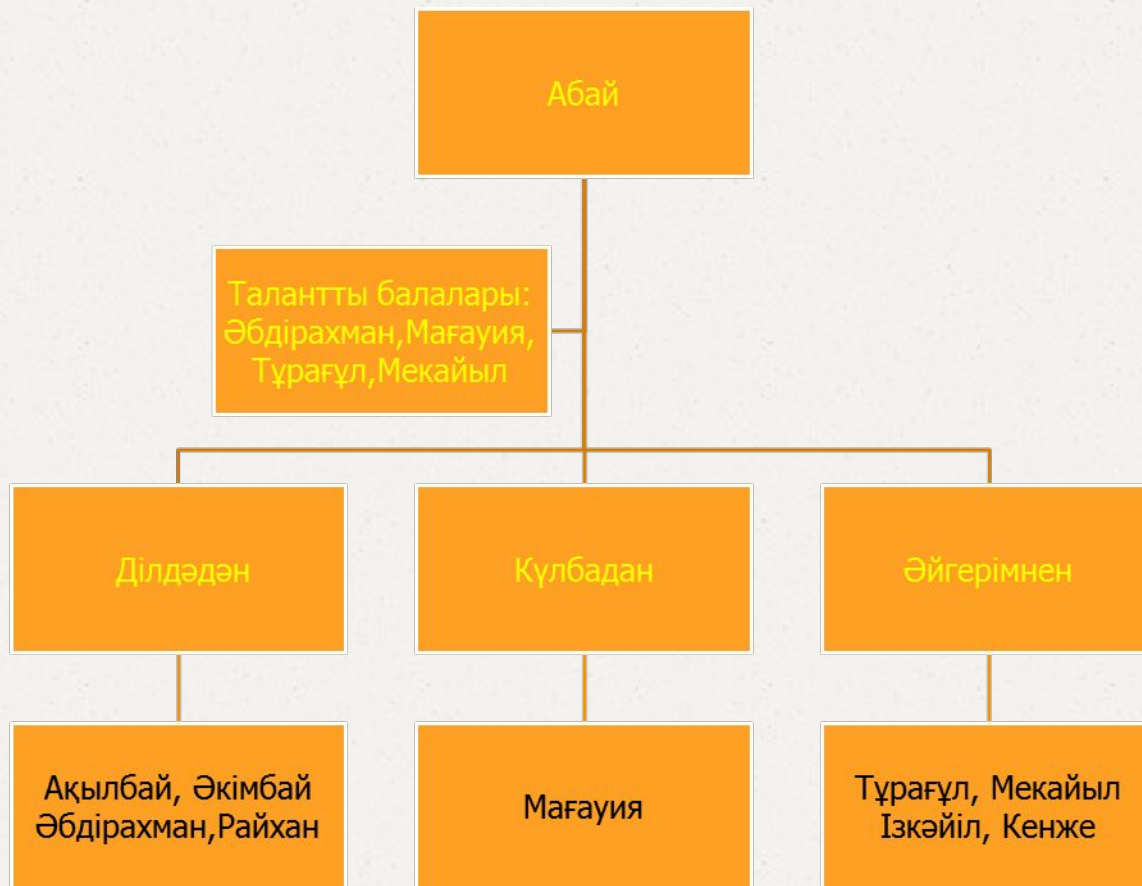 Абай
Талантты балалары:
Әбдірахман,Мағауия,
Тұрағұл,Мекайыл
Ділдәдән
Күлбадан
Әйгерімнен
Ақылбай, Әкімбай
Әбдірахман,Райхан
Мағауия
Тұрағұл, Мекайыл
Ізкәйіл, Кенже